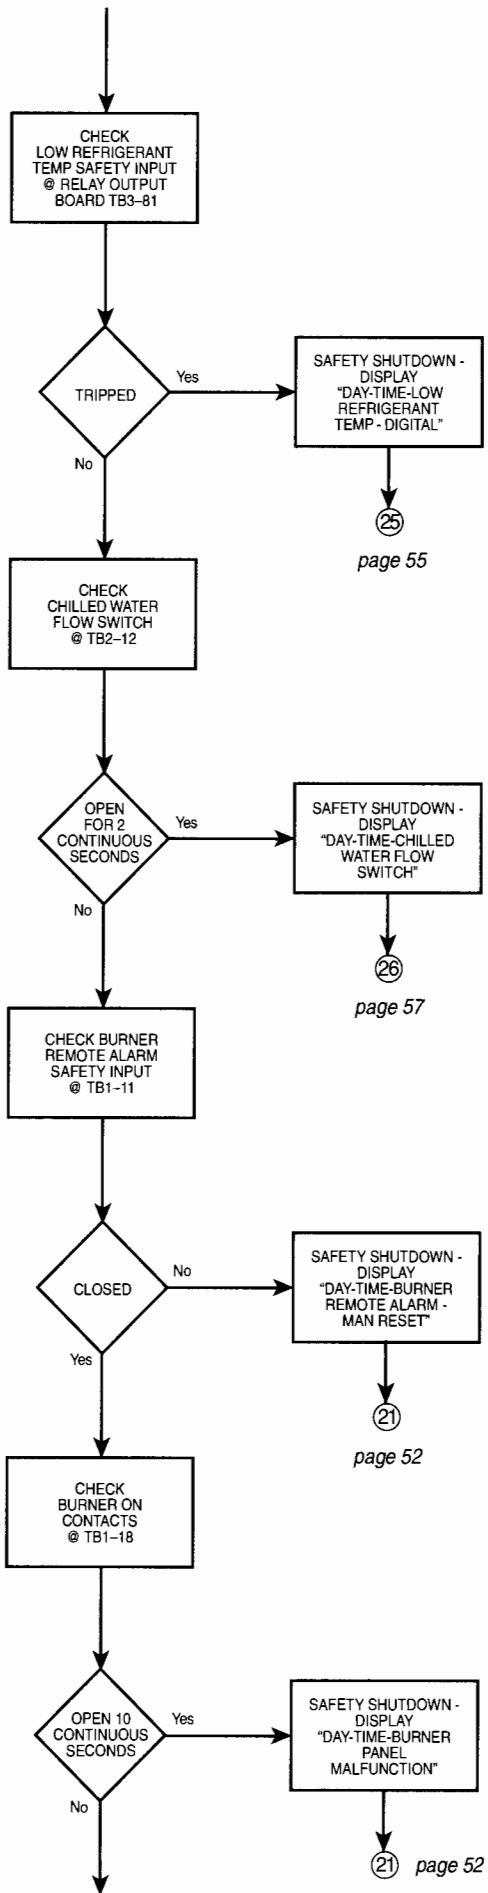 CHECK
LOW REFRIGERANT
TEMP SAFETY INPUT
@ RELAY OUTPUT
BOARD TB3–81
TRIPPED
Yes
No
SAFETY SHUTDOWN -
DISPLAY
“DAY-TIME-LOW
REFRIGERANT
TEMP - DIGITAL”
25
page 55
CHECK
CHILLED WATER
FLOW SWITCH
@ TB2–12
OPEN
FOR 2
CONTINUOUS
SECONDS
Yes
No
SAFETY SHUTDOWN -
DISPLAY
“DAY-TIME-CHILLED
WATER FLOW
SWITCH”
26
page 57
CHECK BURNER
REMOTE ALARM
SAFETY INPUT
@ TB1–11
CLOSED
No
Yes
SAFETY SHUTDOWN -
DISPLAY
“DAY-TIME-BURNER
REMOTE ALARM -
MAN RESET”
21
page 52
CHECK
BURNER ON
CONTACTS
@ TB1–18
OPEN 10
CONTINUOUS
SECONDS
Yes
No
SAFETY SHUTDOWN -
DISPLAY
“DAY-TIME-BURNER
PANEL
MALFUNCTION”
21 page 52